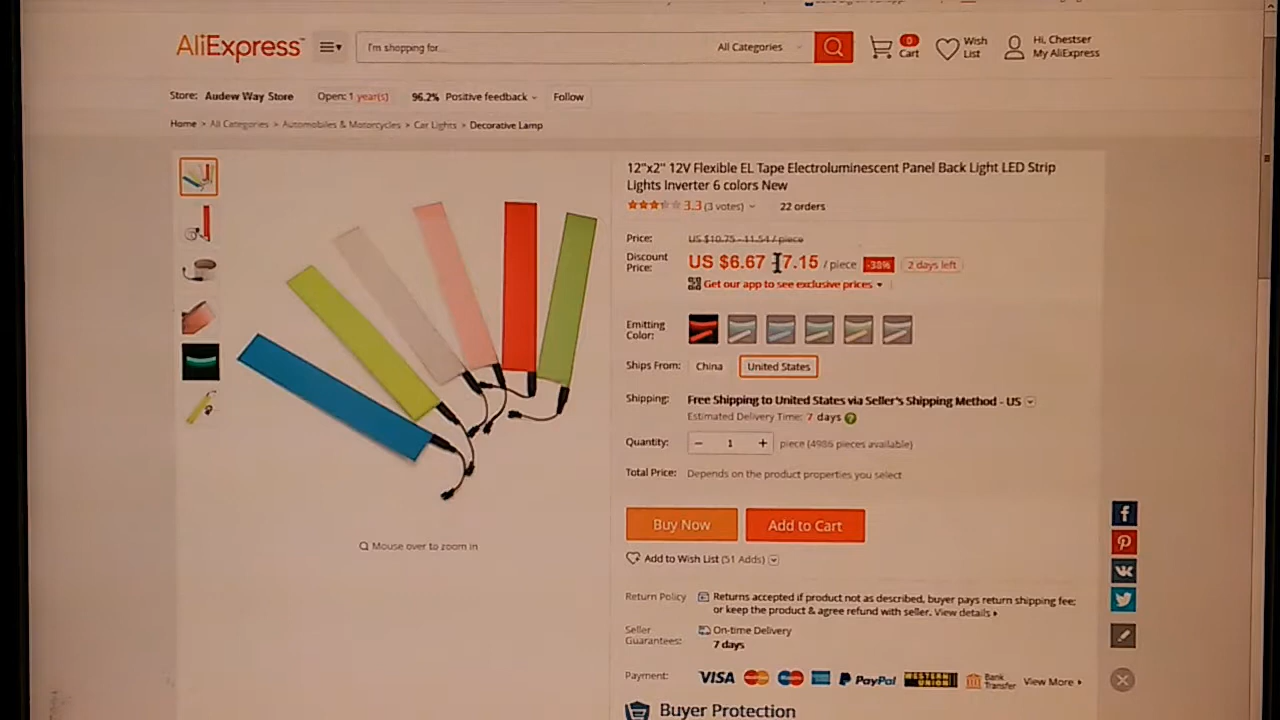 AliExpress™
I'm shopping for...
All Categories
0
Cart
Wish
List
Hi, Chestser
My AliExpress
Store: Audew Way Store
Open: 1 year(s)
96.2% Positive feedback
Follow
Home > All Categories > Automobiles & Motorcycles > Car Lights > Decorative Lamp
12"x2" 12V Flexible EL Tape Electroluminescent Panel Back Light LED Strip
Lights Inverter 6 colors New
3.3 (3 votes)
22 orders
Price: US $10.75 - 11.54 / piece
Discount
Price:
US $6.67 - 7.15 / piece
-38%
2 days left
Get our app to see exclusive prices
Emitting
Color:
Ships From: China United States
Shipping: Free Shipping to United States via Seller's Shipping Method - US
Estimated Delivery Time: 7 days
Quantity: − 1 + piece (4986 pieces available)
Total Price: Depends on the product properties you select
Mouse over to zoom in
Buy Now
Add to Cart
Add to Wish List (51 Adds)
Return Policy
Returns accepted if product not as described, buyer pays return shipping fee;
or keep the product & agree refund with seller. View details
Seller
Guarantees:
On-time Delivery
7 days
Payment: VISA PayPal WESTERN UNION Bank Transfer View More
Buyer Protection